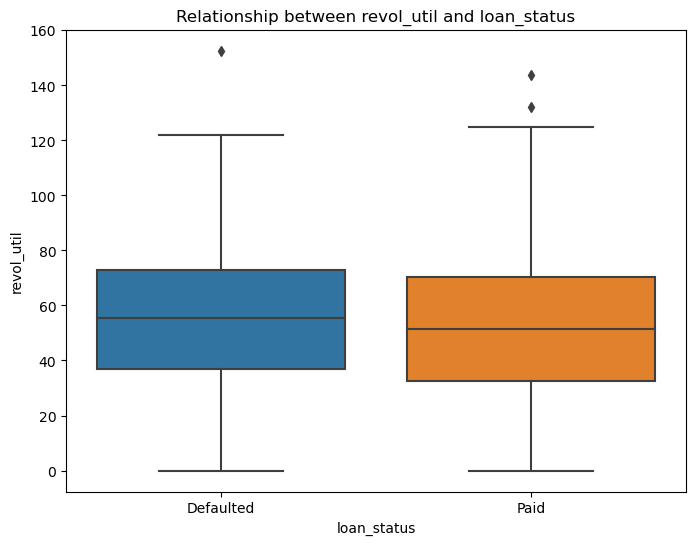 Relationship between revol_util and loan_status
160
140
120
100
80
60
40
20
0
revol_util
Defaulted
Paid
loan_status